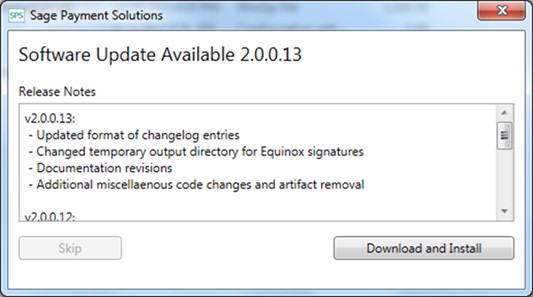 SPS Sage Payment Solutions
Software Update Available 2.0.0.13
Release Notes
v2.0.0.13:
- Updated format of changelog entries
- Changed temporary output directory for Equinox signatures
- Documentation revisions
- Additional miscellaenous code changes and artifact removal
v2.0.0.12:
Skip
Download and Install